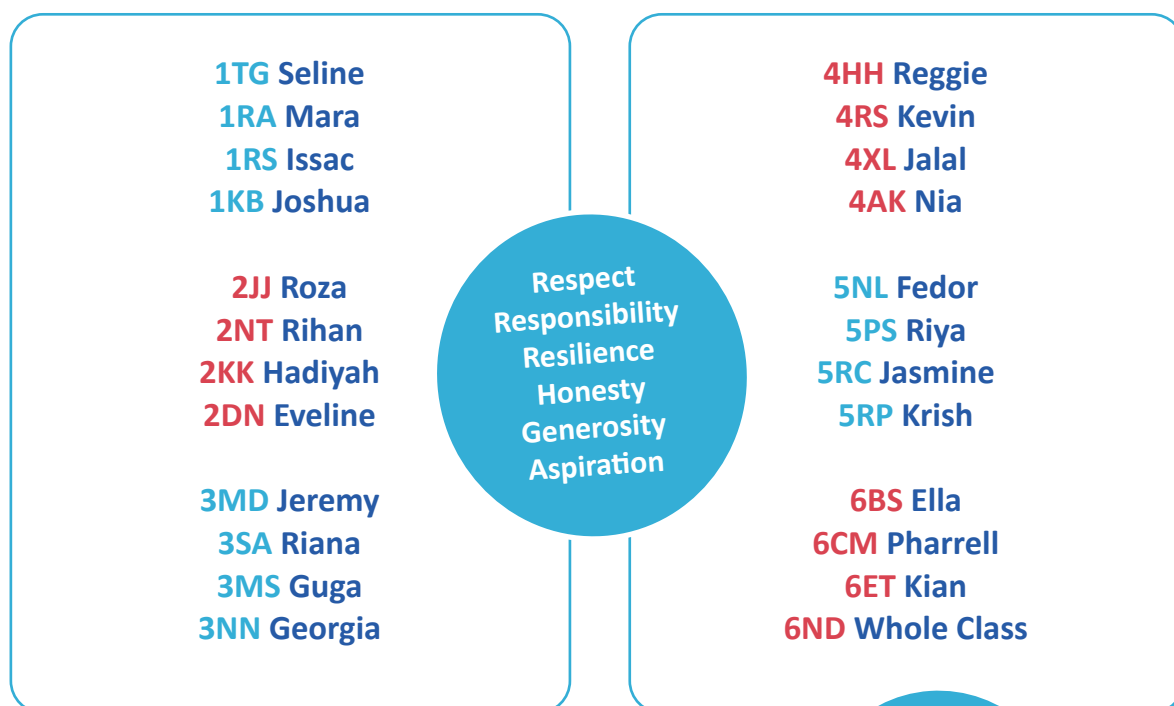 1TG Seline
1RA Mara
1RS Issac
1KB Joshua
2JJ Roza
2NT Rihan
2KK Hadiyah
2DN Eveline
3MD Jeremy
3SA Riana
3MS Guga
3NN Georgia
Respect
Responsibility
Resilience
Honesty
Generosity
Aspiration
4HH Reggie
4RS Kevin
4XL Jalal
4AK Nia
5NL Fedor
5PS Riya
5RC Jasmine
5RP Krish
6BS Ella
6CM Pharrell
6ET Kian
6ND Whole Class